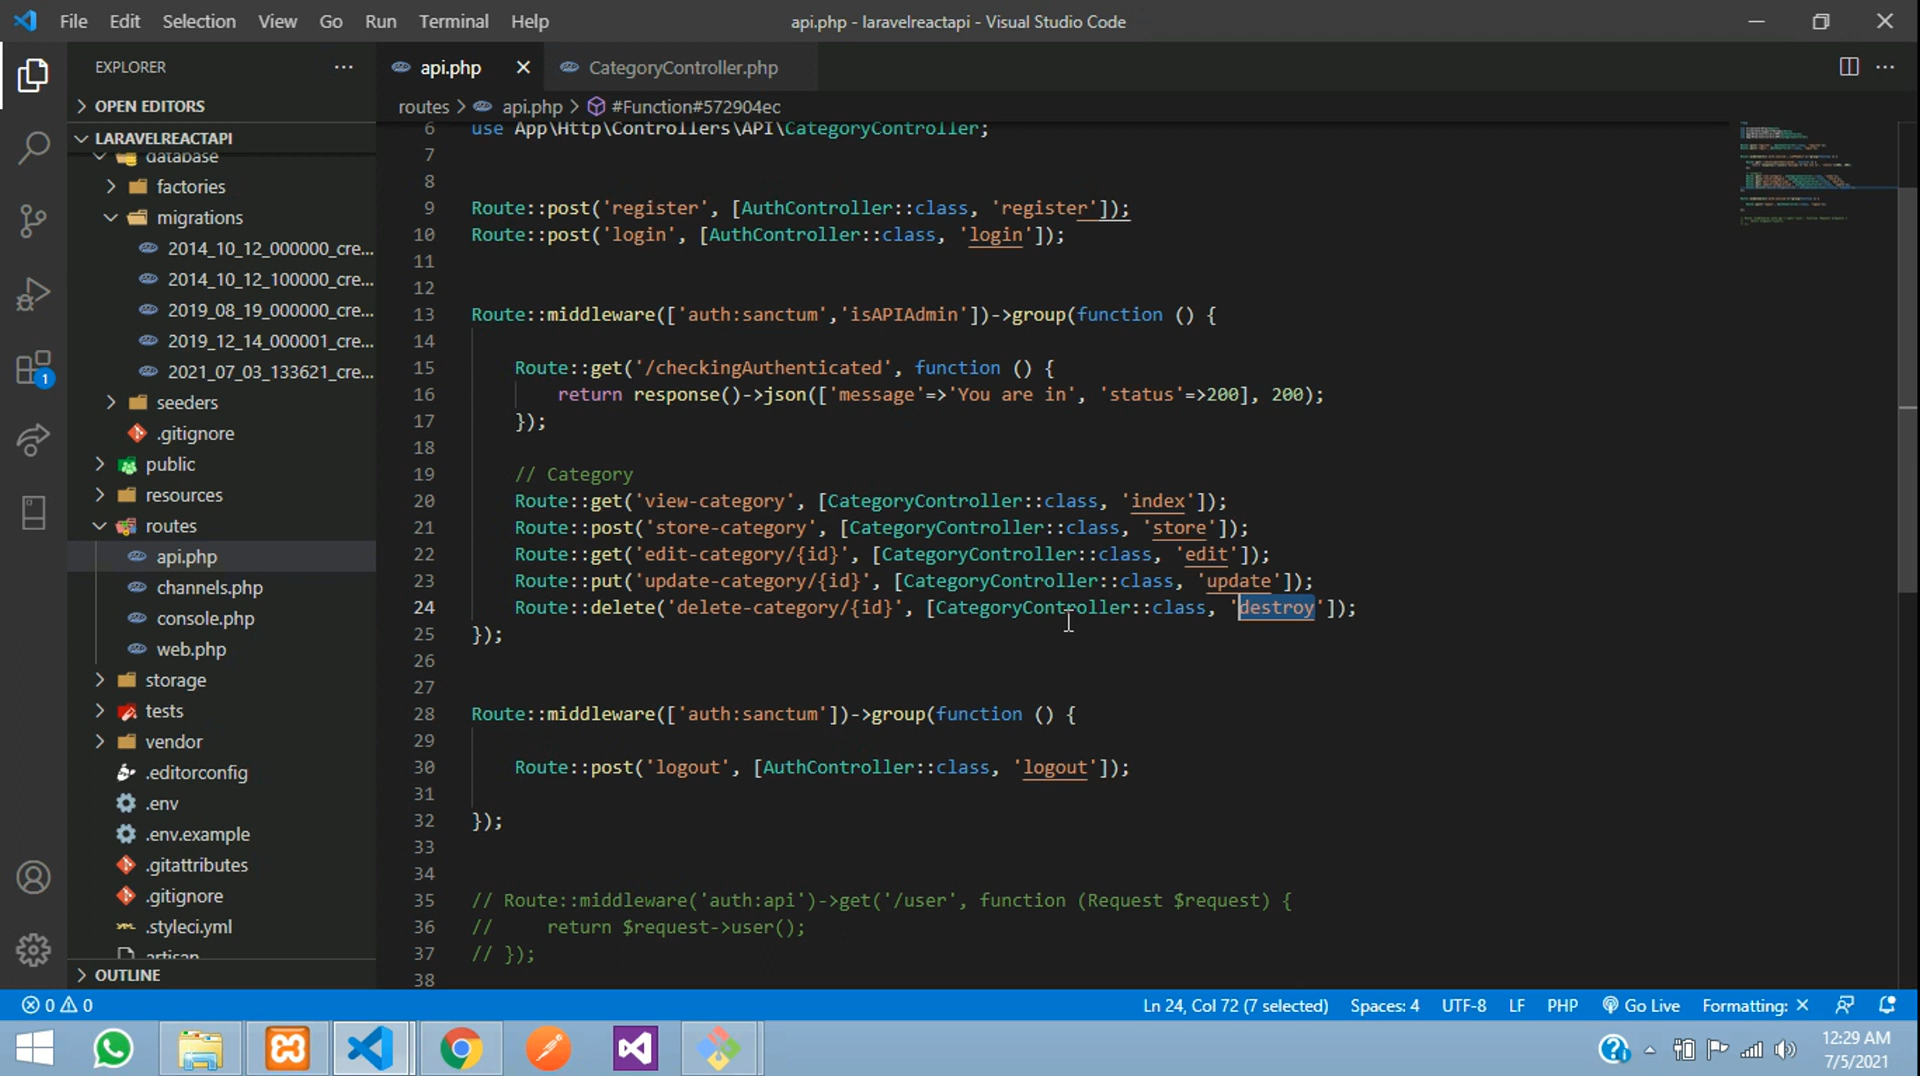 File Edit Selection View Go Run Terminal Help
api.php - laravelreactapi - Visual Studio Code
EXPLORER
OPEN EDITORS
LARAVELREACTAPI
database
factories
migrations
2014_10_12_000000_cre...
2014_10_12_100000_cre...
2019_08_19_000000_cre...
2019_12_14_000001_cre...
2021_07_03_133621_cre...
seeders
.gitignore
public
resources
routes
api.php
channels.php
console.php
web.php
storage
tests
vendor
.editorconfig
.env
.env.example
.gitattributes
.gitignore
.styleci.yml
artisan
OUTLINE
1
api.php CategoryController.php
routes > api.php > #Function#572904ec
6 use App\Http\Controllers\API\CategoryController;
7
8
9 Route::post('register', [AuthController::class, 'register']);
10 Route::post('login', [AuthController::class, 'login']);
11
12
13 Route::middleware(['auth:sanctum','isAPIAdmin'])->group(function () {
14
15 Route::get('/checkingAuthenticated', function () {
16 return response()->json(['message'=>'You are in', 'status'=>200], 200);
17 });
18
19 // Category
20 Route::get('view-category', [CategoryController::class, 'index']);
21 Route::post('store-category', [CategoryController::class, 'store']);
22 Route::get('edit-category/{id}', [CategoryController::class, 'edit']);
23 Route::put('update-category/{id}', [CategoryController::class, 'update']);
24 Route::delete('delete-category/{id}', [CategoryController::class, 'destroy']);
25 });
26
27
28 Route::middleware(['auth:sanctum'])->group(function () {
29
30 Route::post('logout', [AuthController::class, 'logout']);
31
32 });
33
34
35 // Route::middleware('auth:api')->get('/user', function (Request $request) {
36 // return $request->user();
37 // });
38
0 0 Ln 24, Col 72 (7 selected) Spaces: 4 UTF-8 LF PHP Go Live Formatting: ×
12:29 AM
7/5/2021